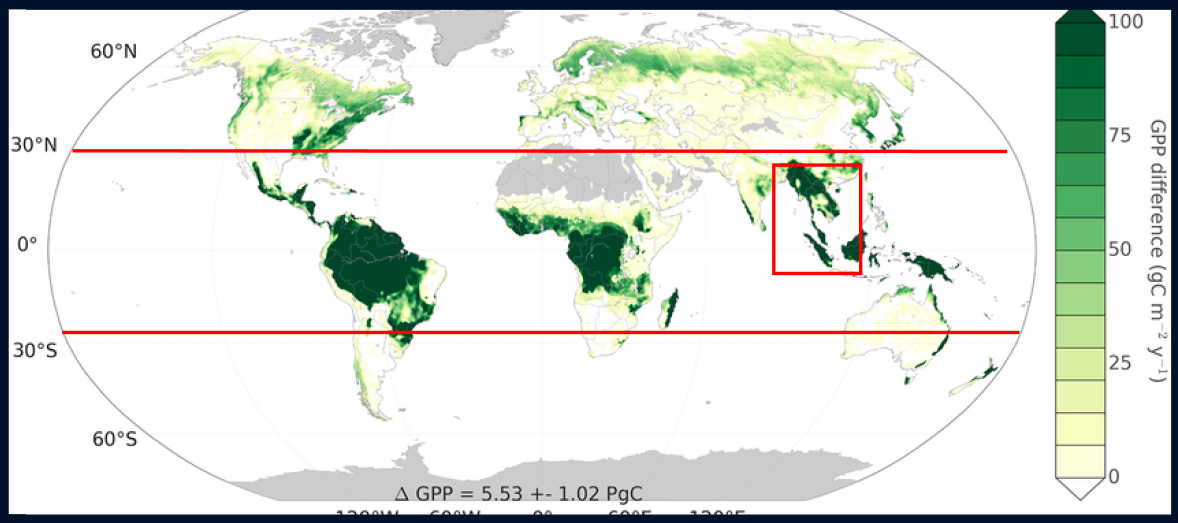 60°N
30°N
0°
30°S
60°S
Δ GPP = 5.53 +- 1.02 PgC
120°W 60°W 0° 60°E 120°E
100
75
50
25
0
GPP difference (gC m⁻² y⁻¹)